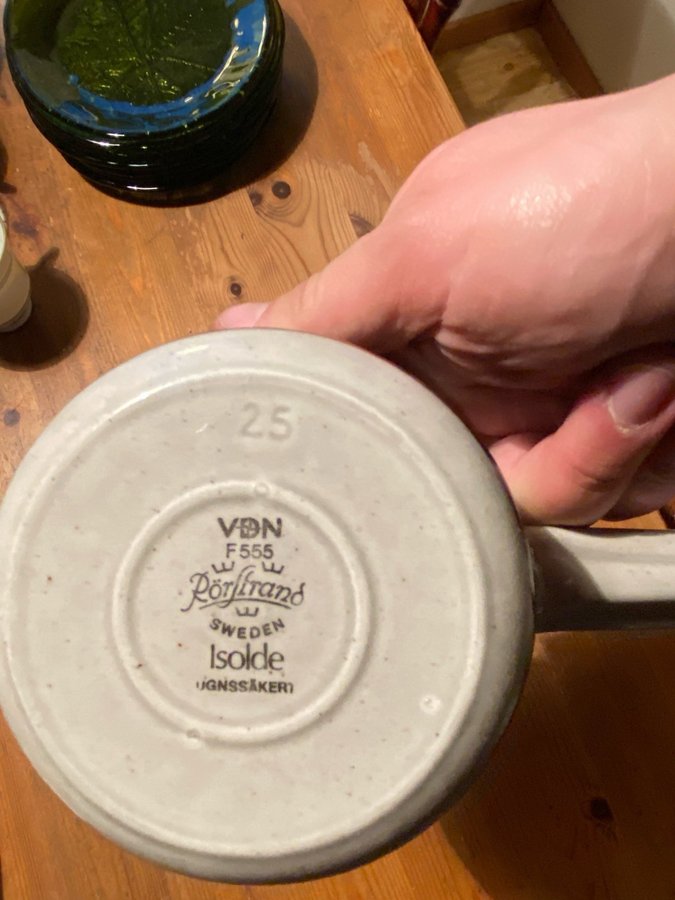 25
VDN
F555
Rörstrand
SWEDEN
Isolde
UGNSSÄKERT